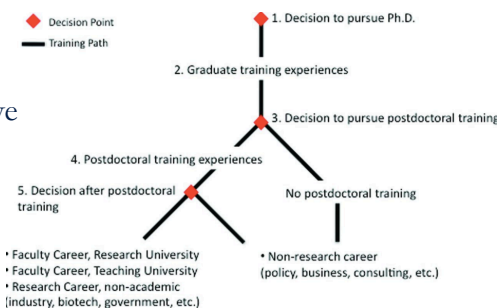 Decision Point
Training Path
1. Decision to pursue Ph.D.
2. Graduate training experiences
ve
3. Decision to pursue postdoctoral training
4. Postdoctoral training experiences
5. Decision after postdoctoral
training
No postdoctoral training
• Faculty Career, Research University
• Faculty Career, Teaching University
• Research Career, non-academic
(industry, biotech, government, etc.)
• Non-research career
(policy, business, consulting, etc.)